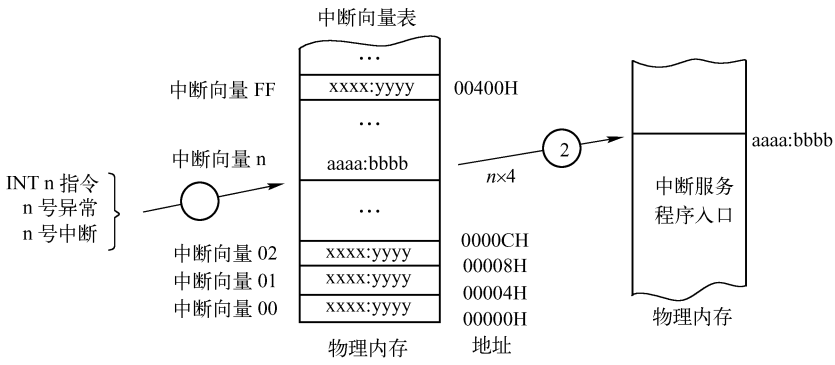 中断向量表
…
中断向量 FF
xxxx:yyyy
00400H
…
中断向量 n
aaaa:bbbb
n×4
2
aaaa:bbbb
INT n 指令
n 号异常
n 号中断
…
中断服务
程序入口
0000CH
中断向量 02
xxxx:yyyy
00008H
中断向量 01
xxxx:yyyy
00004H
中断向量 00
xxxx:yyyy
00000H
物理内存
地址
物理内存